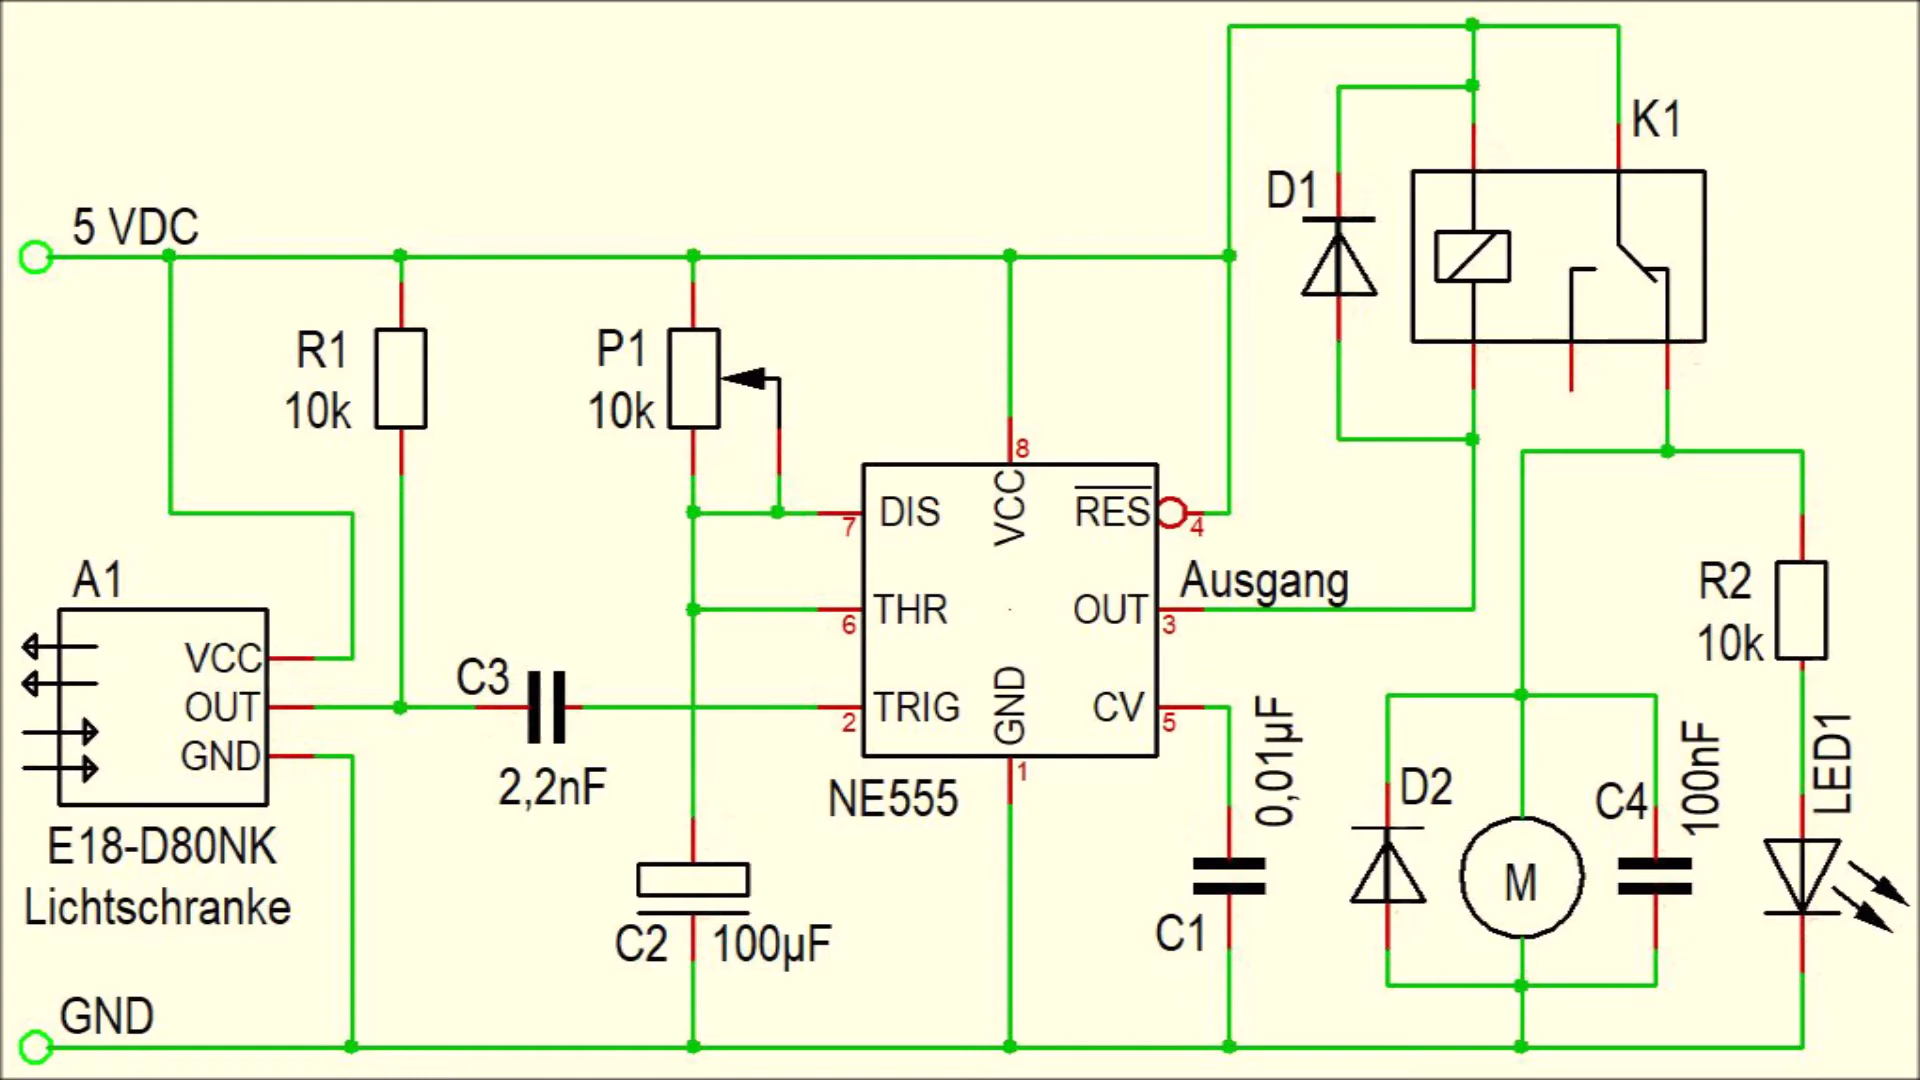 K1
D1
5 VDC
R1
10k
P1
10k
8
VCC
DIS
7
RES
4
A1
Ausgang
THR
6
OUT
3
R2
10k
VCC
OUT
GND
C3
2,2nF
TRIG
2
GND
1
CV
5
NE555
0,01µF
C1
D2
M
C4
100nF
LED1
E18-D80NK
Lichtschranke
C2
100µF
GND